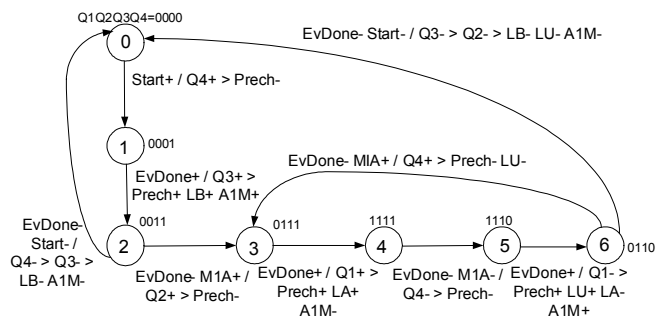 Q1Q2Q3Q4=0000
0
EvDone- Start- / Q3- > Q2- > LB- LU- A1M-
Start+ / Q4+ > Prech-
1
0001
EvDone- MIA+ / Q4+ > Prech- LU-
EvDone+ / Q3+ >
Prech+ LB+ A1M+
EvDone-
Start- /
Q4- > Q3- >
LB- A1M-
0011
2
0111
3
1111
4
1110
5
6
0110
EvDone- M1A+ /
Q2+ > Prech-
EvDone+ / Q1+ >
Prech+ LA+
A1M-
EvDone- M1A- /
Q4- > Prech-
EvDone+ / Q1- >
Prech+ LU+ LA-
A1M+